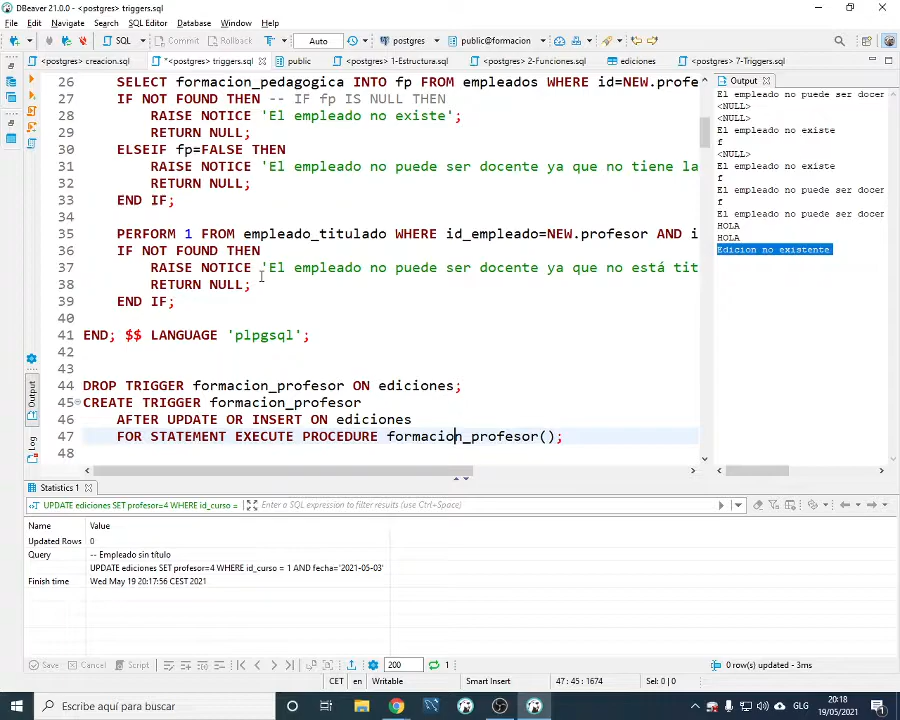 DBeaver 21.0.0 - <postgres> triggers.sql
File Edit Navigate Search SQL Editor Database Window Help
SQL Commit Rollback Auto postgres public@formacion
<postgres> creacion.sql *<postgres> triggers.sql public <postgres> 1-Estructura.sql <postgres> 2-Funciones.sql ediciones <postgres> 7-Triggers.sql
26 SELECT formacion_pedagogica INTO fp FROM empleados WHERE id=NEW.profe
27 IF NOT FOUND THEN -- IF fp IS NULL THEN
28 RAISE NOTICE 'El empleado no existe';
29 RETURN NULL;
30 ELSEIF fp=FALSE THEN
31 RAISE NOTICE 'El empleado no puede ser docente ya que no tiene la
32 RETURN NULL;
33 END IF;
34
35 PERFORM 1 FROM empleado_titulado WHERE id_empleado=NEW.profesor AND i
36 IF NOT FOUND THEN
37 RAISE NOTICE 'El empleado no puede ser docente ya que no está tit
38 RETURN NULL;
39 END IF;
40
41 END; $$ LANGUAGE 'plpgsql';
42
43
44 DROP TRIGGER formacion_profesor ON ediciones;
45 CREATE TRIGGER formacion_profesor
46 AFTER UPDATE OR INSERT ON ediciones
47 FOR STATEMENT EXECUTE PROCEDURE formacion_profesor();
48
Output
El empleado no puede ser docer
<NULL>
<NULL>
El empleado no existe
f
<NULL>
El empleado no existe
f
El empleado no puede ser docer
f
El empleado no puede ser docer
HOLA
HOLA
Edicion no existente
Output
Log
Statistics 1
UPDATE ediciones SET profesor=4 WHERE id_curso = Enter a SQL expression to filter results (use Ctrl+Space)
Name Value
Updated Rows 0
Query -- Empleado sin título
UPDATE ediciones SET profesor=4 WHERE id_curso = 1 AND fecha='2021-05-03'
Finish time Wed May 19 20:17:56 CEST 2021
Save Cancel Script 200 1 0 row(s) updated - 3ms
CET en Writable Smart Insert 47 : 45 : 1674 Sel: 0 | 0
Escribe aquí para buscar
20:18
19/05/2021
1